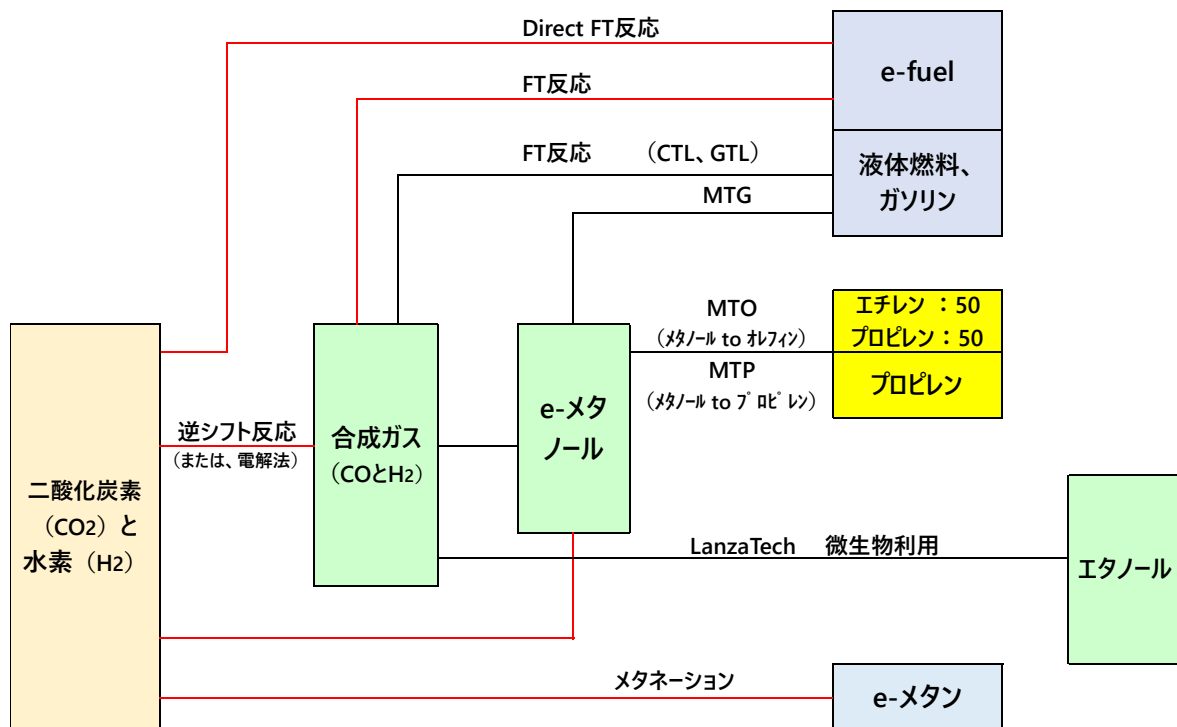 Direct FT反応
FT反応
e-fuel
FT反応 （CTL、GTL）
MTG
液体燃料、
ガソリン
MTO
（ﾒﾀﾉｰﾙ to ｵﾚﾌｨﾝ）
MTP
（ﾒﾀﾉｰﾙ to ﾌﾟﾛﾋﾟﾚﾝ）
エチレン ：50
プロピレン：50
プロピレン
二酸化炭素
（CO2）と
水素（H2）
逆シフト反応
（または、電解法）
合成ガス
（COとH2）
e-メタ
ノール
LanzaTech 微生物利用
エタノール
メタネーション
e-メタン